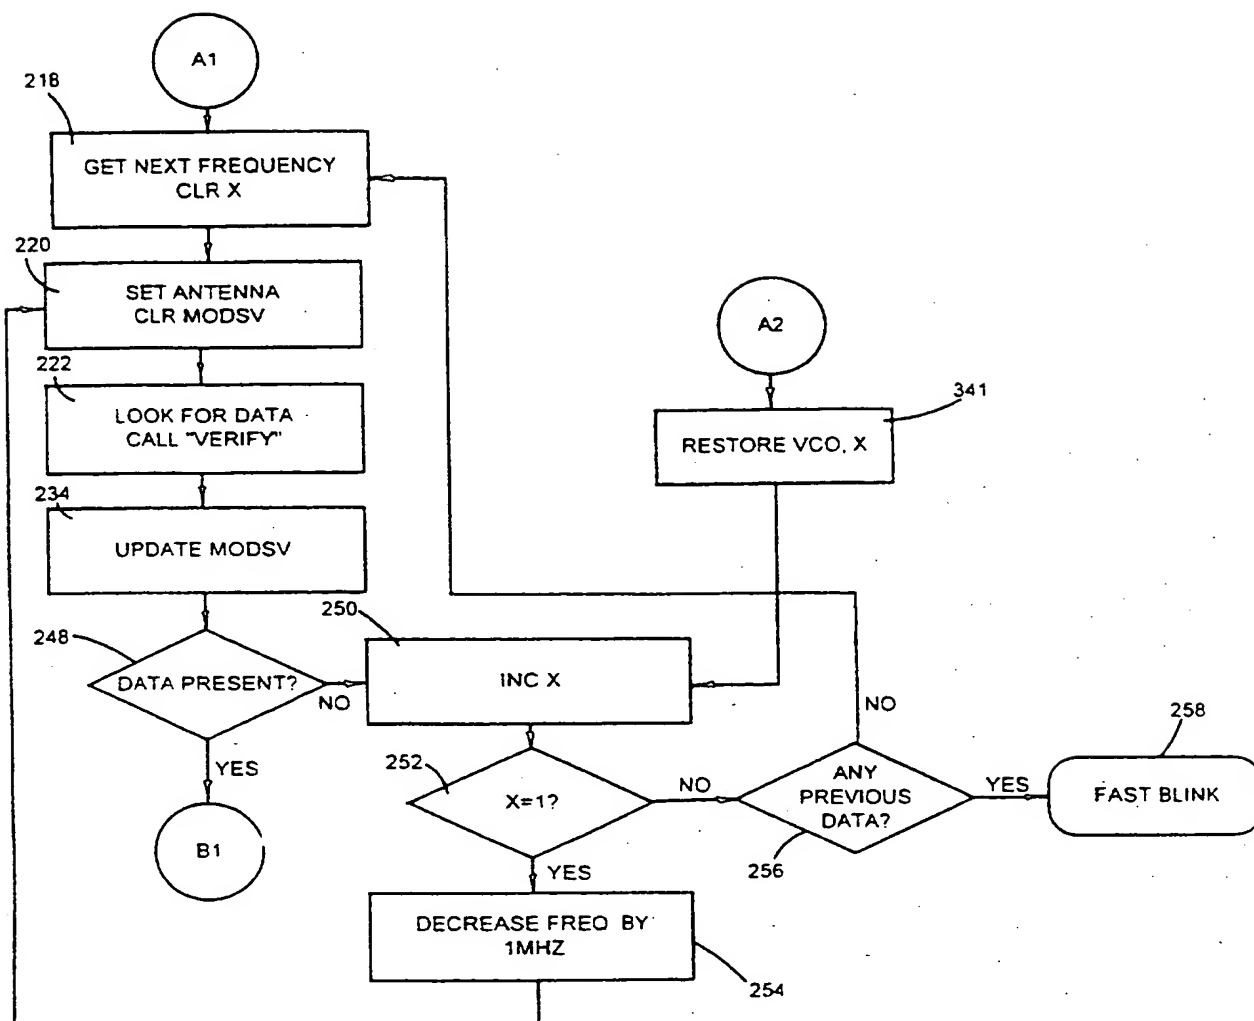 A1
218
GET NEXT FREQUENCY
CLR X
220
SET ANTENNA
CLR MODSV
A2
222
LOOK FOR DATA
CALL "VERIFY"
341
RESTORE VCO, X
234
UPDATE MODSV
250
248
DATA PRESENT?
NO
INC X
YES
B1
252
X=1?
NO
NO
ANY
PREVIOUS
DATA?
256
YES
258
FAST BLINK
YES
DECREASE FREQ BY
1MHZ
254